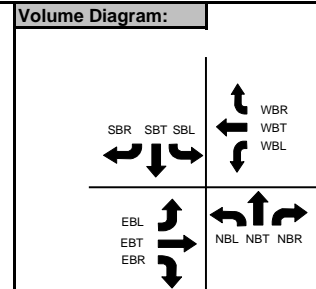 Volume Diagram:
WBR
SBR SBT SBL WBT
WBL
EBL
EBT NBL NBT NBR
EBR